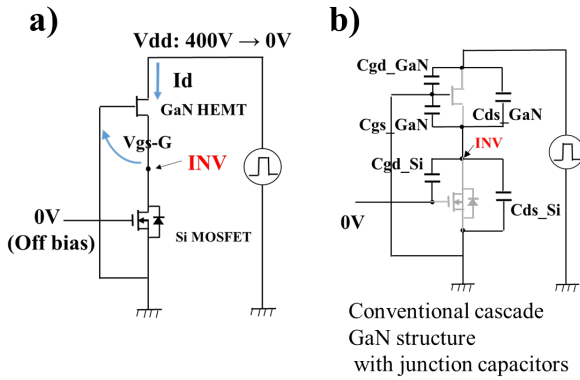 a)
Vdd: 400V → 0V
Id
GaN HEMT
Vgs-G
INV
0V
(Off bias)
Si MOSFET
b)
Cgd_GaN
Cgs_GaN
Cds_GaN
INV
Cgd_Si
Cds_Si
0V
Conventional cascade
GaN structure
with junction capacitors